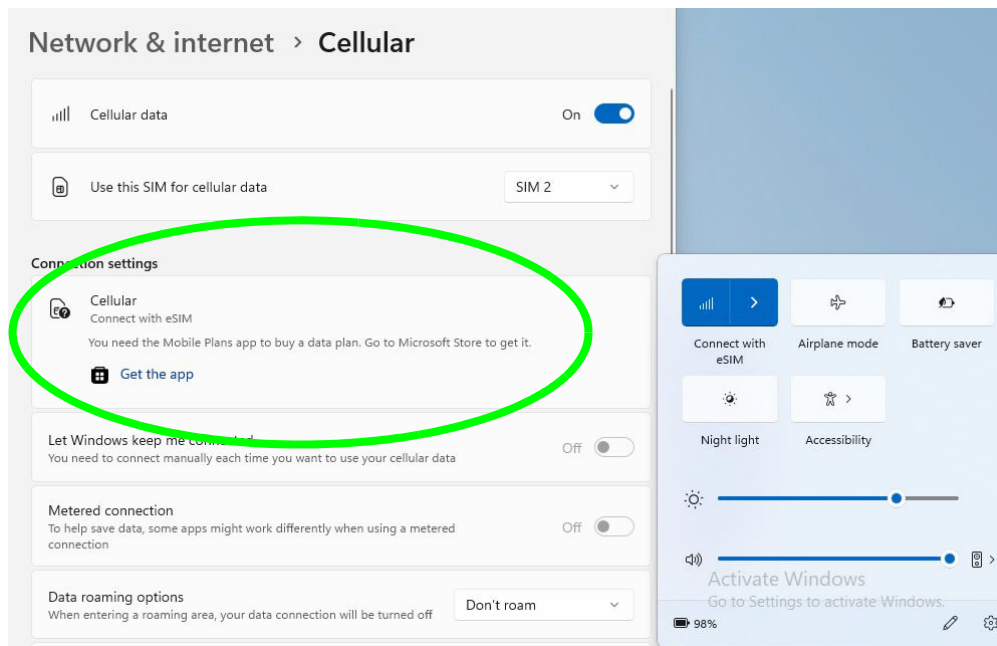 Network & internet > Cellular
Cellular data
On
Use this SIM for cellular data
SIM 2
Connection settings
Cellular
Connect with eSIM
You need the Mobile Plans app to buy a data plan. Go to Microsoft Store to get it.
Get the app
Let Windows keep me connected
Off
You need to connect manually each time you want to use your cellular data
Metered connection
Off
To help save data, some apps might work differently when using a metered
connection
Data roaming options
Don't roam
When entering a roaming area, your data connection will be turned off
Connect with
eSIM
Airplane mode
Battery saver
Night light
Accessibility
Activate Windows
Go to Settings to activate Windows.
98%